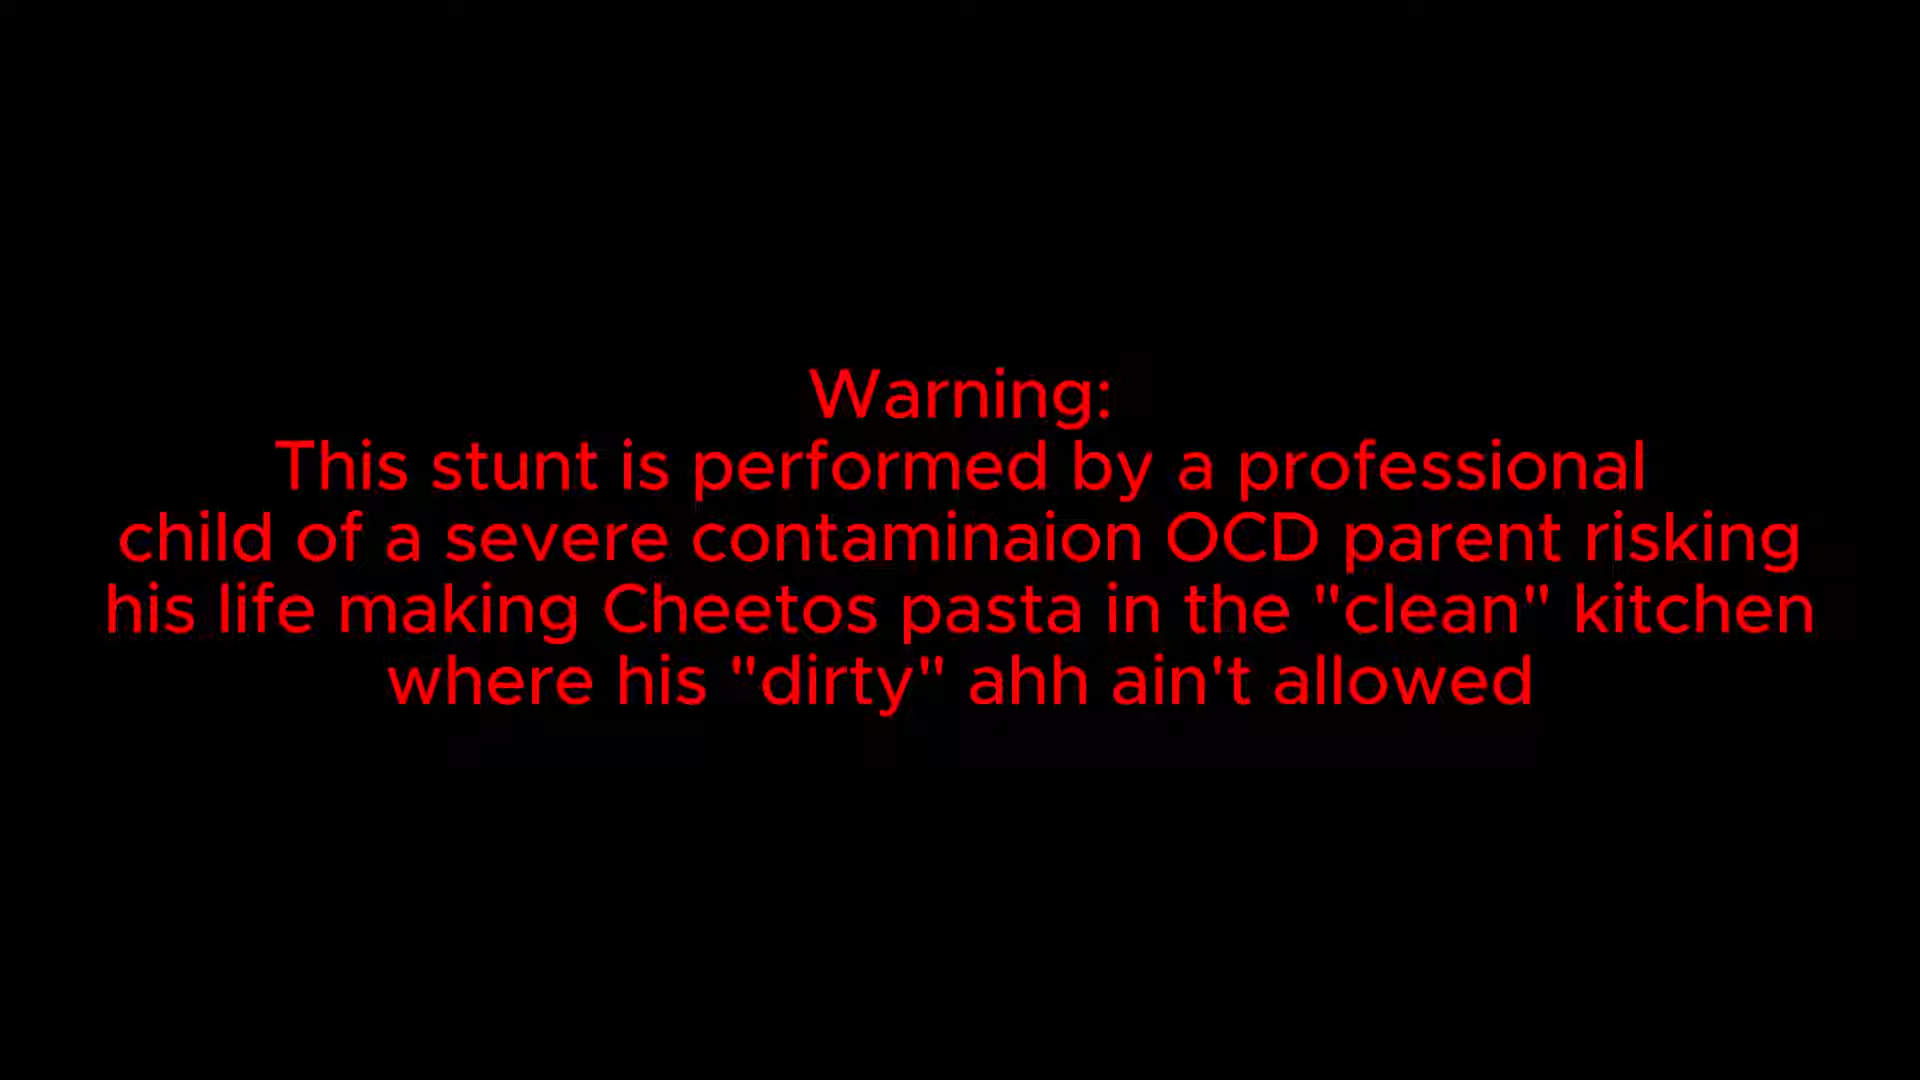 Warning:
This stunt is performed by a professional
child of a severe contaminaion OCD parent risking
his life making Cheetos pasta in the "clean" kitchen
where his "dirty" ahh ain't allowed